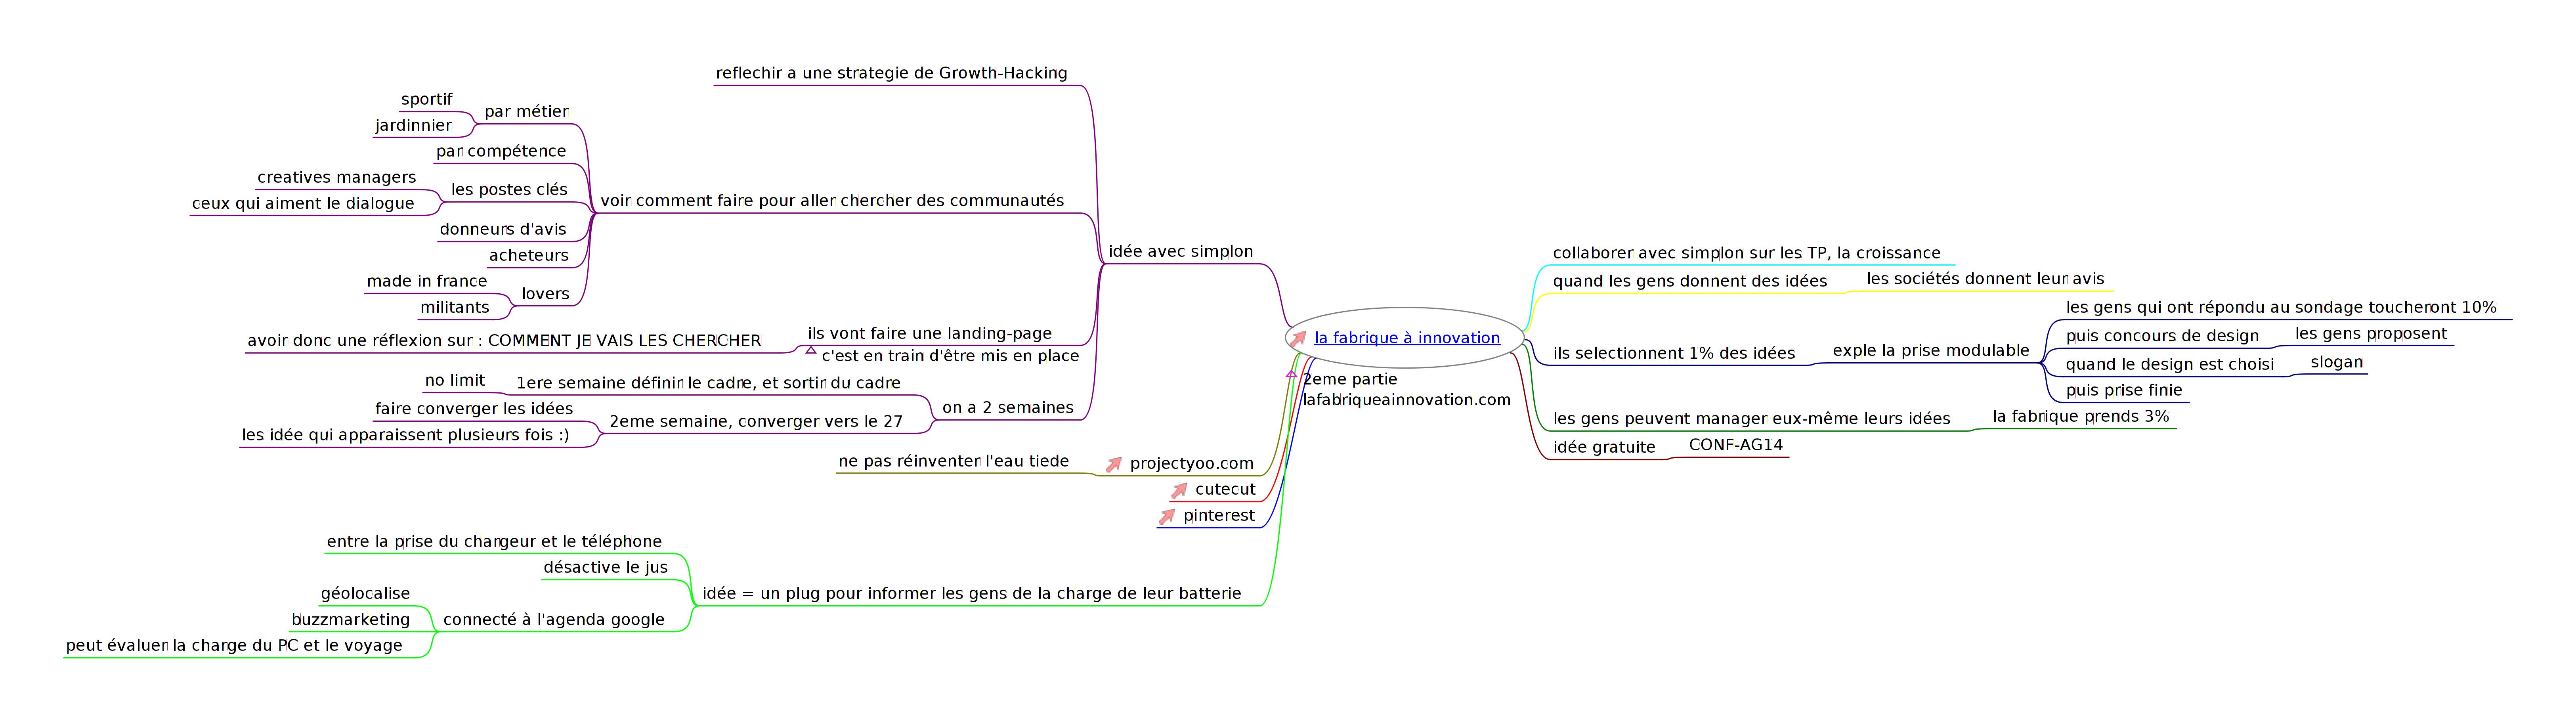 reflechir a une strategie de Growth-Hacking
sportif
par métier
jardinnier
par compétence
creatives managers
les postes clés
ceux qui aiment le dialogue
voir comment faire pour aller chercher des communautés
donneurs d'avis
acheteurs
made in france
lovers
militants
idée avec simplon
ils vont faire une landing-page
avoir donc une réflexion sur : COMMENT JE VAIS LES CHERCHER
c'est en train d'être mis en place
no limit
1ere semaine définir le cadre, et sortir du cadre
on a 2 semaines
faire converger les idées
2eme semaine, converger vers le 27
les idée qui apparaissent plusieurs fois :)
ne pas réinventer l'eau tiede
projectyoo.com
cutecut
pinterest
entre la prise du chargeur et le téléphone
désactive le jus
idée = un plug pour informer les gens de la charge de leur batterie
géolocalise
buzzmarketing
connecté à l'agenda google
peut évaluer la charge du PC et le voyage
la fabrique à innovation
2eme partie
lafabriqueainnovation.com
collaborer avec simplon sur les TP, la croissance
quand les gens donnent des idées
les sociétés donnent leur avis
ils selectionnent 1% des idées
exple la prise modulable
les gens qui ont répondu au sondage toucheront 10%
puis concours de design
les gens proposent
quand le design est choisi
slogan
puis prise finie
les gens peuvent manager eux-même leurs idées
la fabrique prends 3%
idée gratuite
CONF-AG14